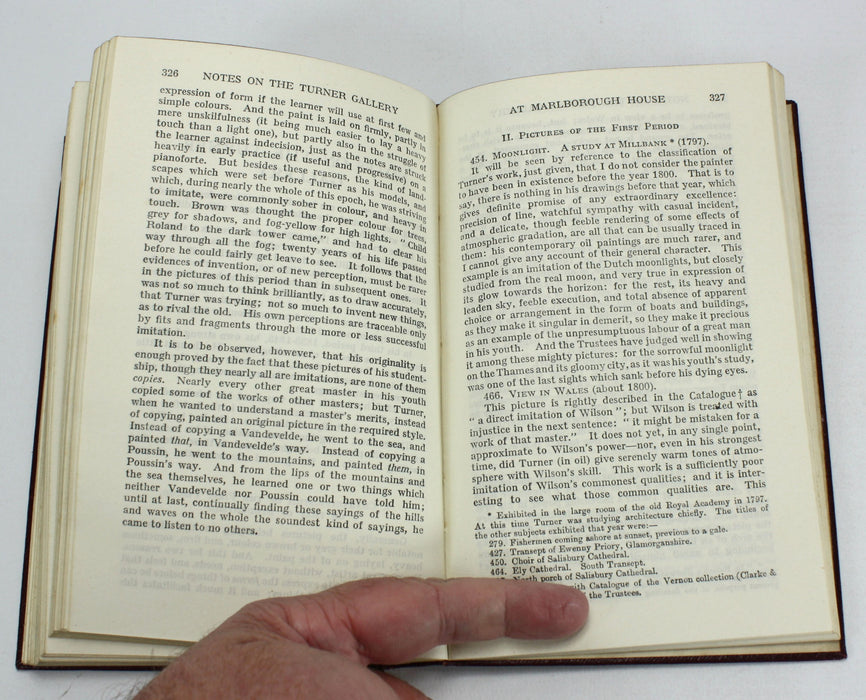 326 NOTES ON THE TURNER GALLERY
expression of form if the learner will use at first few and
simple colours. And the paint is laid on firmly, partly in
mere unskilfulness (it being much easier to lay a heavy
touch than a light one), but partly also in the struggle of
the learner against indecision, just as the notes are struck
heavily in early practice (if useful and progressive) on a
pianoforte. But besides these reasons, the kind of land-
scapes which were set before Turner as his models, and
which, during nearly the whole of this epoch, he was striving
to imitate, were commonly sober in colour, and heavy in
touch. Brown was thought the proper colour for trees,
grey for shadows, and fog-yellow for high lights. "Child
Roland to the dark tower came," and had to clear his
way through all the fog; twenty years of his life passed
before he could fairly get leave to see. It follows that the
evidences of invention, or of new perception, must be rarer
in the pictures of this period than in subsequent ones. It
was not so much to think brilliantly, as to draw accurately,
that Turner was trying; not so much to invent new things,
as to rival the old. His own perceptions are traceable only
by fits and fragments through the more or less successful
imitation.
It is to be observed, however, that his originality is
enough proved by the fact that these pictures of his student-
ship, though they nearly all are imitations, are none of them
copies. Nearly every other great master in his youth
copied some of the works of other masters; but Turner,
when he wanted to understand a master's merits, instead
of copying, painted an original picture in the required style.
Instead of copying a Vandevelde, he went to the sea, and
painted that, in Vandevelde's way. Instead of copying a
Poussin, he went to the mountains, and painted them, in
Poussin's way. And from the lips of the mountains and
the sea themselves, he learned one or two things which
neither Vandevelde nor Poussin could have told him;
until at last, continually finding these sayings of the hills
and waves on the whole the soundest kind of sayings, he
came to listen to no others.
AT MARLBOROUGH HOUSE 327
II. PICTURES OF THE FIRST PERIOD
454. MOONLIGHT. A STUDY AT MILLBANK * (1797).
It will be seen by reference to the classification of
Turner's work, just given, that I do not consider the painter
to have been in existence before the year 1800. That is to
say, there is nothing in his drawings before that year, which
gives definite promise of any extraordinary excellence:
precision of line, watchful sympathy with casual incident,
and a delicate, though feeble rendering of some effects of
atmospheric gradation, are all that can be usually traced in
them: his contemporary oil paintings are much rarer, and
I cannot give any account of their general character. This
example is an imitation of the Dutch moonlights, but closely
studied from the real moon, and very true in expression of
its glow towards the horizon: for the rest, its heavy and
leaden sky, feeble execution, and total absence of apparent
choice or arrangement in the form of boats and buildings,
as they make it singular in demerit, so they make it precious
as an example of the unpresumptuous labour of a great man
in his youth. And the Trustees have judged well in showing
it among these mighty pictures: for the sorrowful moonlight
on the Thames and its gloomy city, as it was his youth's study,
was one of the last sights which sank before his dying eyes.
466. VIEW IN WALES (about 1800).
This picture is rightly described in the Catalogue† as
"a direct imitation of Wilson"; but Wilson is treated with
injustice in the next sentence: "it might be mistaken for a
work of that master." It does not yet, in any single point,
approximate to Wilson's power—nor, even in his strongest
time, did Turner (in oil) give serenely warm tones of atmo-
sphere with Wilson's skill. This work is a sufficiently poor
imitation of Wilson's commonest qualities; and it is inter-
esting to see what those common qualities are. This
* Exhibited in the large room of the old Royal Academy in 1797.
At this time Turner was studying architecture chiefly. The titles of
the other subjects exhibited that year were:—
279. Fishermen coming ashore at sunset, previous to a gale.
427. Transept of Ewenny Priory, Glamorganshire.
450. Choir of Salisbury Cathedral.
464. Ely Cathedral. South Transept.
North porch of Salisbury Cathedral.
with Catalogue of the Vernon collection (Clarke &
the Trustees.